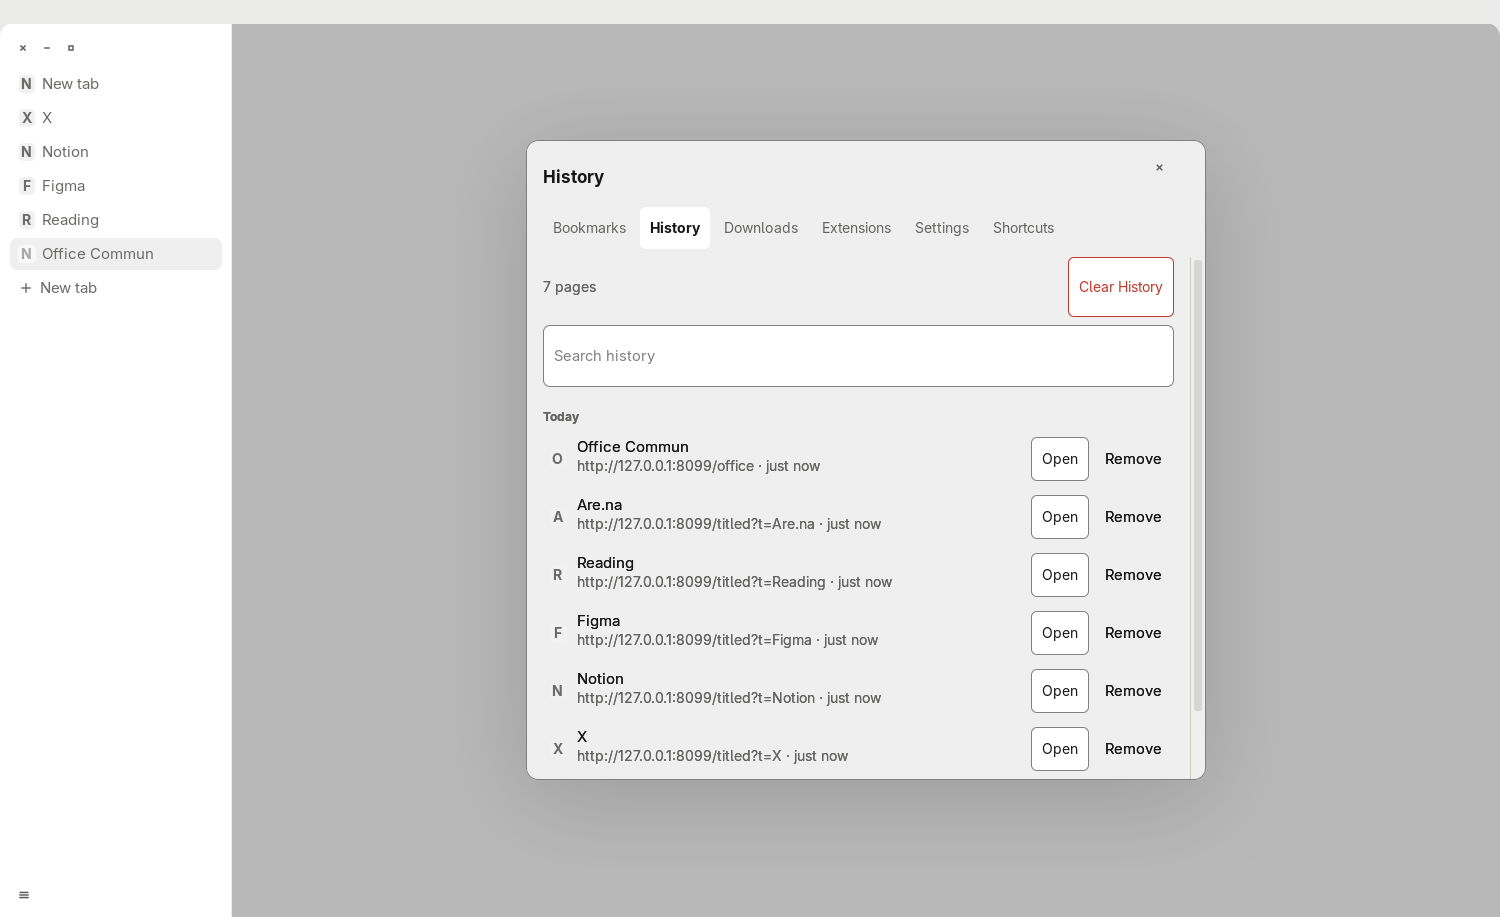 N New tab
X X
N Notion
F Figma
R Reading
N Office Commun
+ New tab
History
×
Bookmarks History Downloads Extensions Settings Shortcuts
7 pages
Clear History
Search history
Today
O Office Commun
http://127.0.0.1:8099/office · just now
Open Remove
A Are.na
http://127.0.0.1:8099/titled?t=Are.na · just now
Open Remove
R Reading
http://127.0.0.1:8099/titled?t=Reading · just now
Open Remove
F Figma
http://127.0.0.1:8099/titled?t=Figma · just now
Open Remove
N Notion
http://127.0.0.1:8099/titled?t=Notion · just now
Open Remove
X X
http://127.0.0.1:8099/titled?t=X · just now
Open Remove